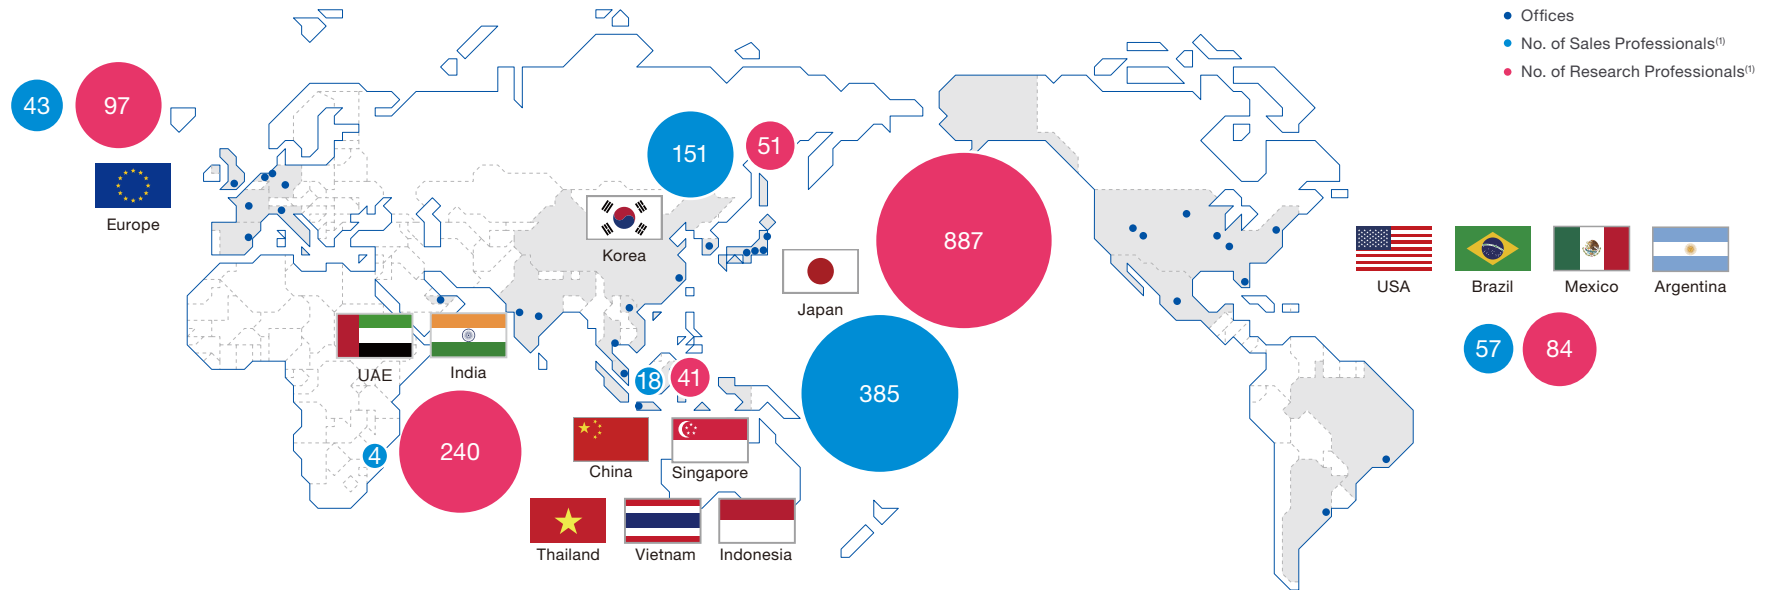 Offices
No. of Sales Professionals(1)
No. of Research Professionals(1)
43
97
Europe
151
51
Korea
887
Japan
385
USA
Brazil
Mexico
Argentina
57
84
UAE
India
4
240
18
41
China
Singapore
Thailand
Vietnam
Indonesia